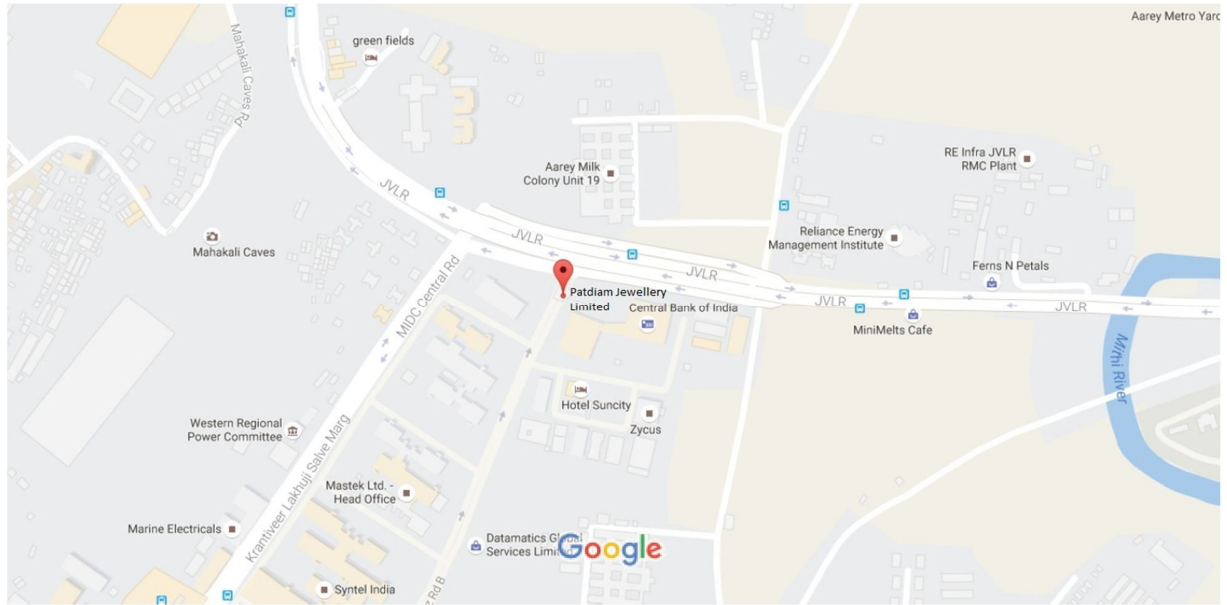 Aarey Metro Yard
green fields
Mahakali Caves Rd
Aarey Milk
Colony Unit 19
RE Infra JVLR
RMC Plant
JVLR
Mahakali Caves
JVLR
Reliance Energy
Management Institute
JVLR
Ferns N Petals
MIDC Central Rd
Patdiam Jewellery
Limited
Central Bank of India
JVLR
JVLR
MiniMelts Cafe
Mithi River
Hotel Suncity
Western Regional
Power Committee
Zycus
Krantiveer Lakhuji Salve Marg
Mastek Ltd. -
Head Office
Marine Electricals
Datamatics Global
Services Limited
Google
Syntel India
z Rd B